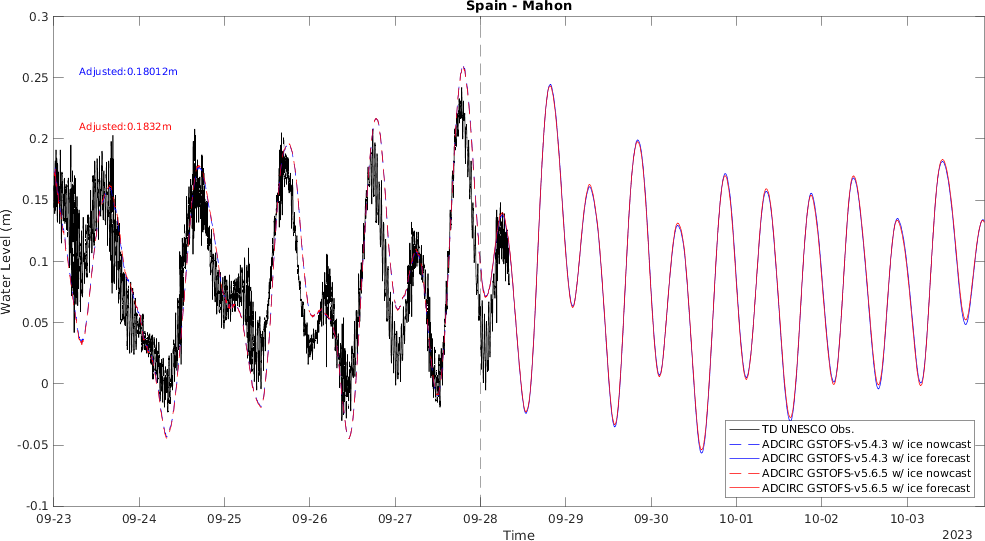 Spain - Mahon
0.3
0.25
0.2
0.15
0.1
0.05
0
-0.05
-0.1
Water Level (m)
Adjusted:0.18012m
Adjusted:0.1832m
TD UNESCO Obs.
ADCIRC GSTOFS-v5.4.3 w/ ice nowcast
ADCIRC GSTOFS-v5.4.3 w/ ice forecast
ADCIRC GSTOFS-v5.6.5 w/ ice nowcast
ADCIRC GSTOFS-v5.6.5 w/ ice forecast
09-23 09-24 09-25 09-26 09-27 09-28 09-29 09-30 10-01 10-02 10-03
Time
2023